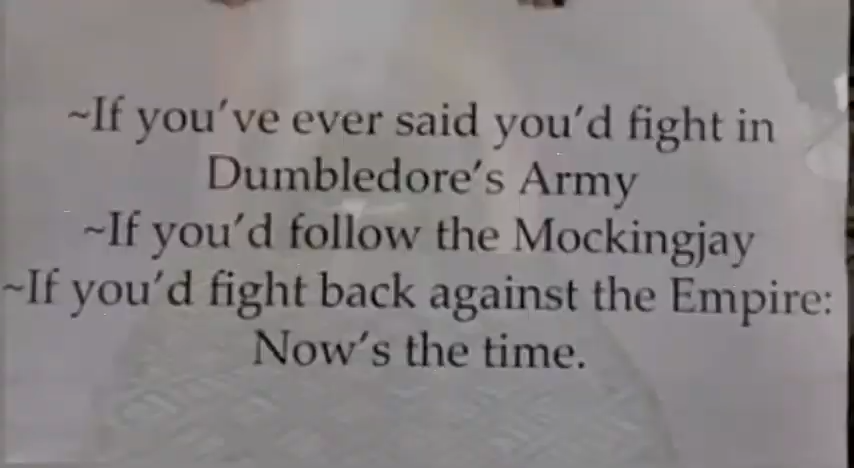 ~If you've ever said you'd fight in
Dumbledore's Army
~If you'd follow the Mockingjay
~If you'd fight back against the Empire:
Now's the time.